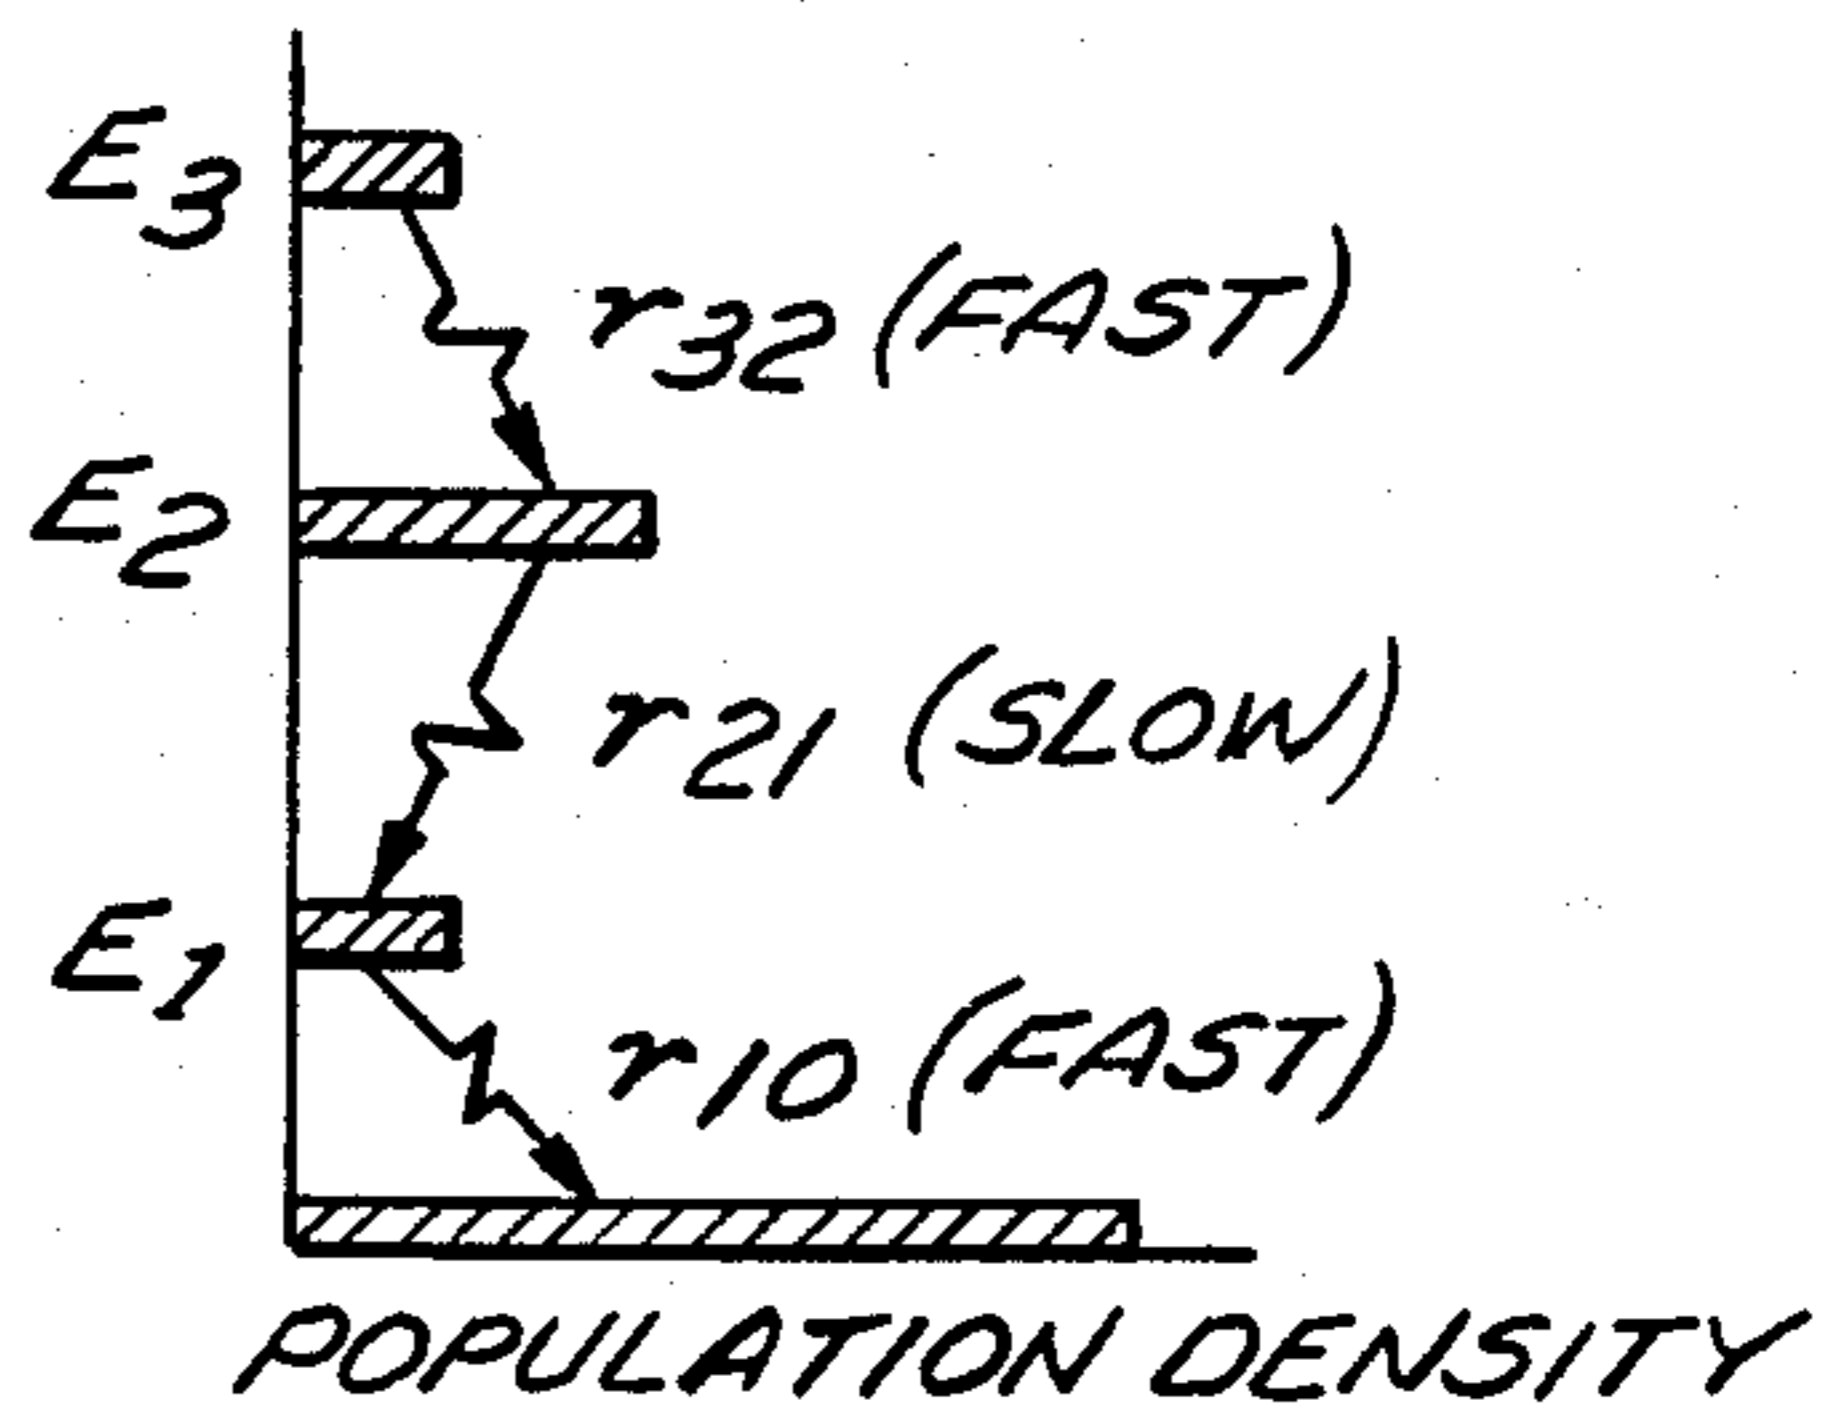 E3
r32 (FAST)
E2
r21 (SLOW)
E1
r10 (FAST)
POPULATION DENSITY